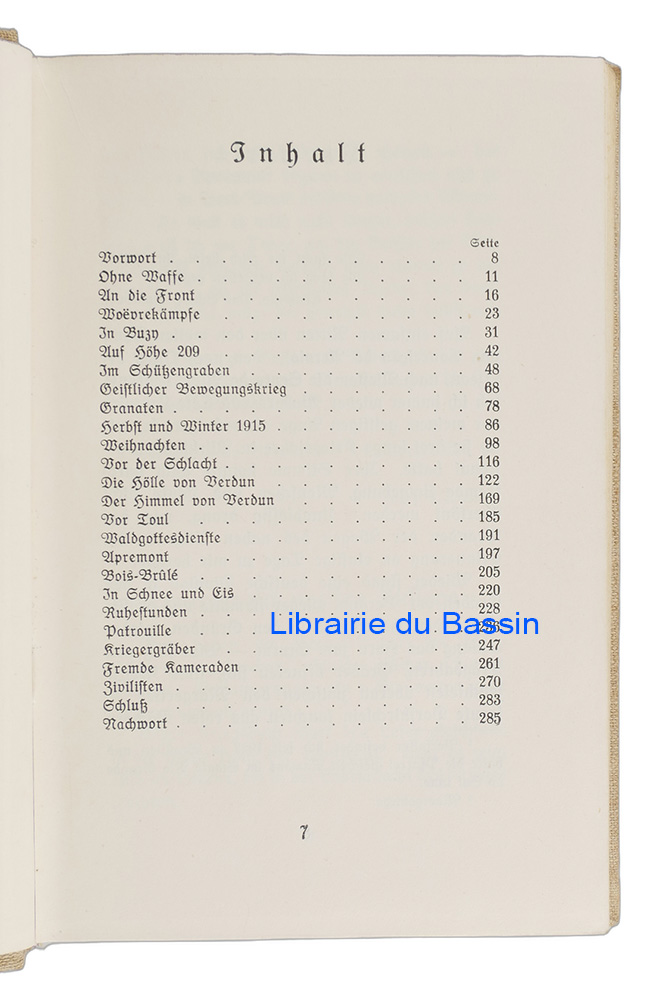 Inhalt
Seite
Vorwort . . . . . . . . . . . . 8
Ohne Waffe . . . . . . . . . . . 11
An die Front . . . . . . . . . . 16
Woëvrekämpfe . . . . . . . . . . 23
In Buzy . . . . . . . . . . . . 31
Auf Höhe 209 . . . . . . . . . . 42
Im Schützengraben . . . . . . . . . 48
Geistlicher Bewegungskrieg . . . . . . . 68
Granaten . . . . . . . . . . . . 78
Herbst und Winter 1915 . . . . . . . . 86
Weihnachten . . . . . . . . . . . 98
Vor der Schlacht . . . . . . . . . . 116
Die Hölle von Verdun . . . . . . . . 122
Der Himmel von Verdun . . . . . . . . 169
Vor Toul . . . . . . . . . . . 185
Waldgottesdienste . . . . . . . . . 191
Apremont . . . . . . . . . . . 197
Bois-Brûlé . . . . . . . . . . . 205
In Schnee und Eis . . . . . . . . . 220
Ruhestunden . . . . . . . . . . . 228
Patrouille . . . . . . . . . . .
Librairie du Bassin
Kriegergräber . . . . . . . . . . 247
Fremde Kameraden . . . . . . . . . 261
Zivilisten . . . . . . . . . . . . 270
Schluß . . . . . . . . . . . . 283
Nachwort . . . . . . . . . . . . 285
7